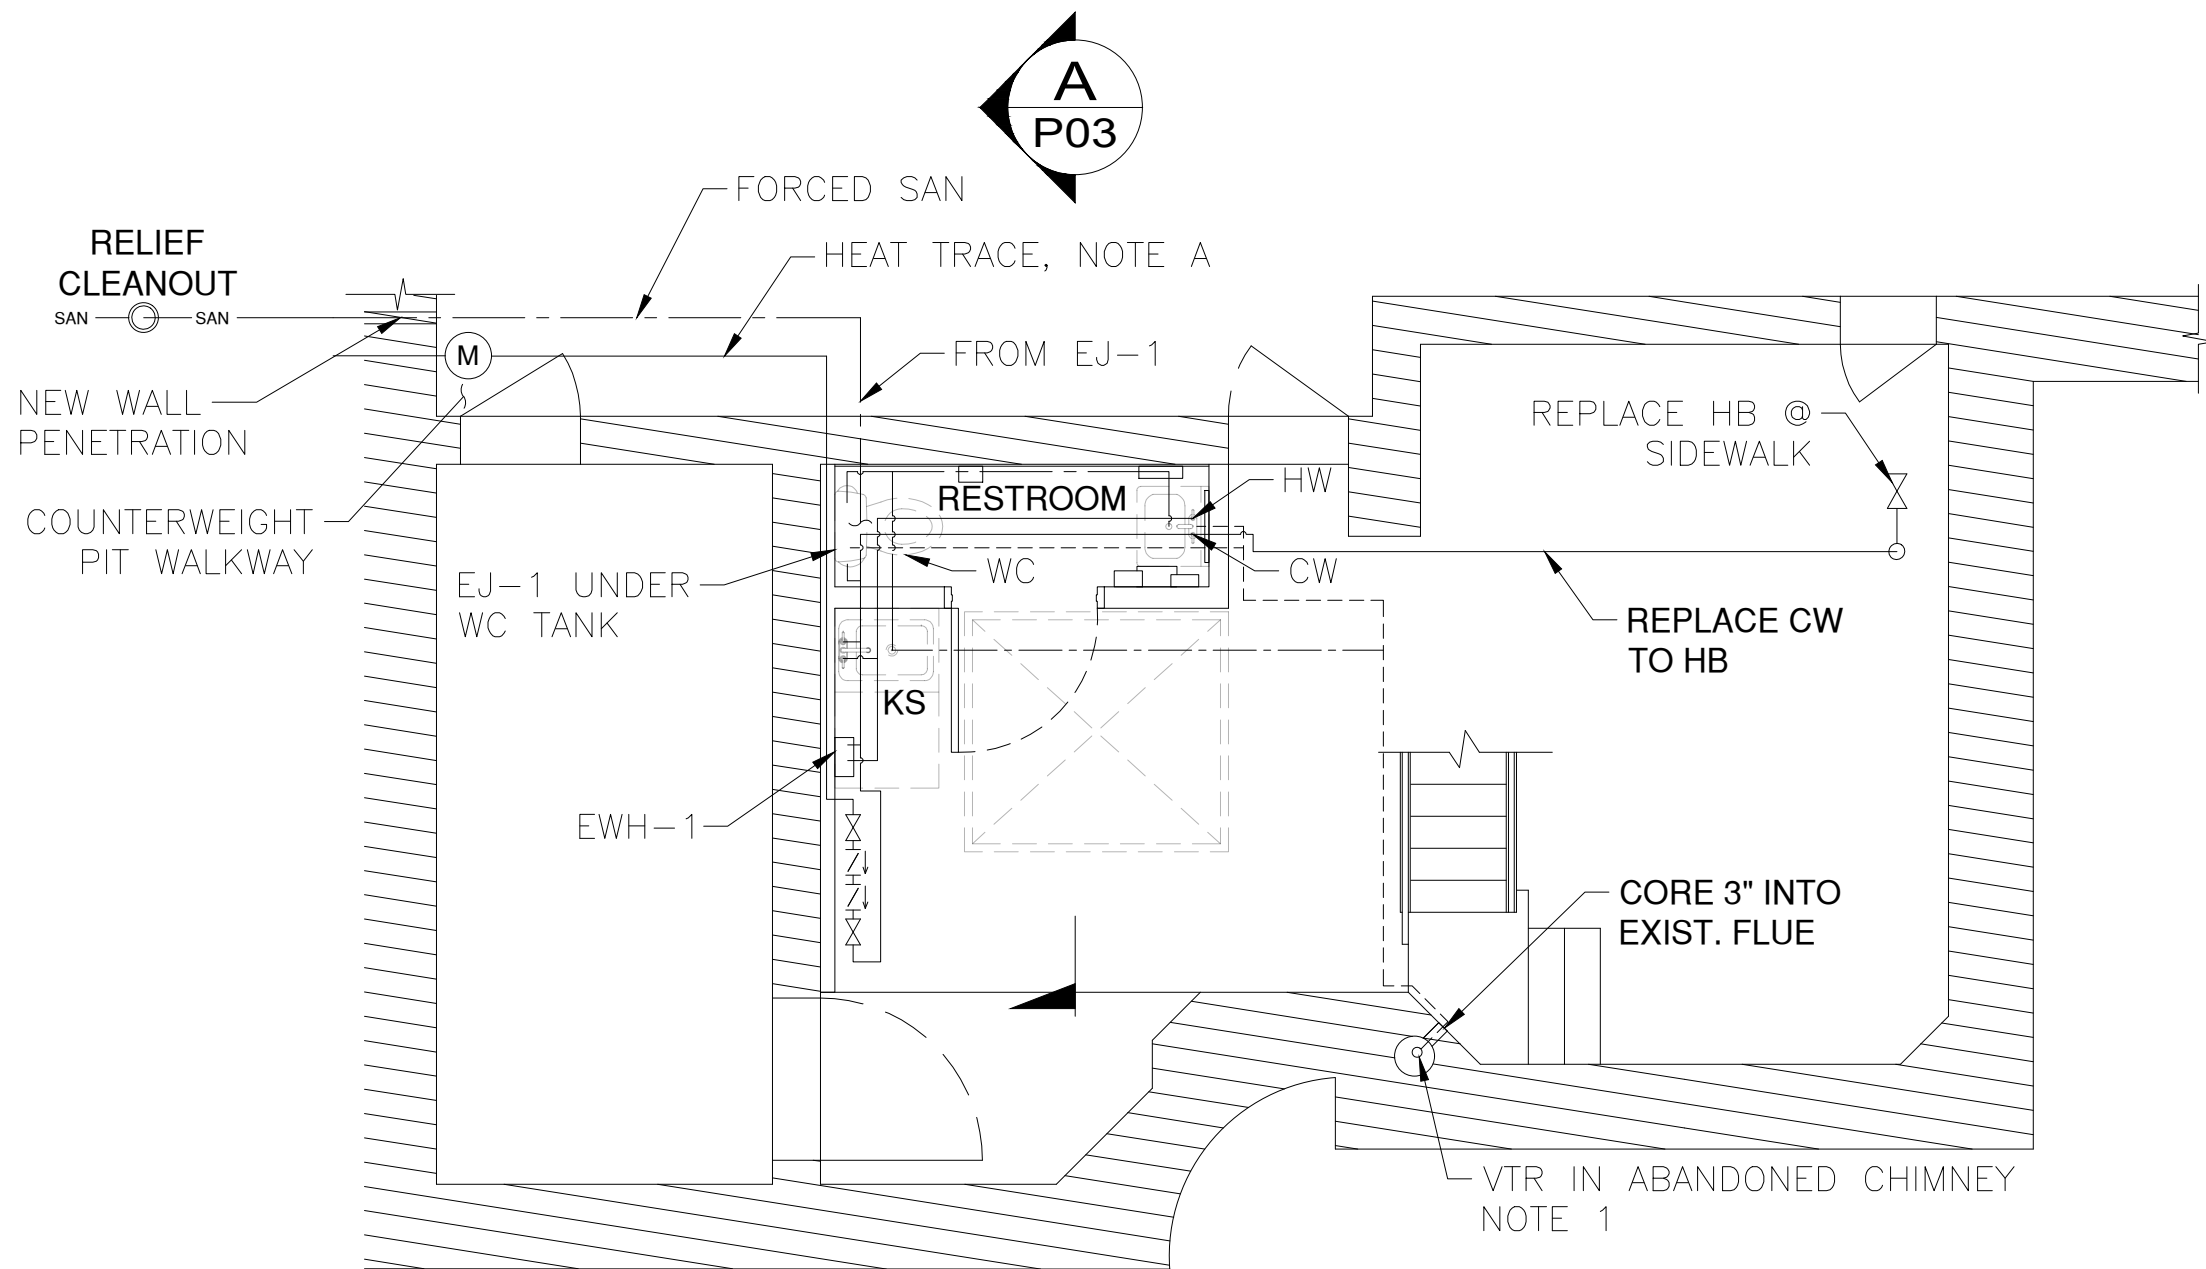 A
P03
FORCED SAN
RELIEF
CLEANOUT
HEAT TRACE, NOTE A
SAN
SAN
M
FROM EJ-1
NEW WALL
PENETRATION
REPLACE HB @
SIDEWALK
COUNTERWEIGHT
PIT WALKWAY
RESTROOM
HW
EJ-1 UNDER
WC TANK
WC
CW
REPLACE CW
TO HB
KS
EWH-1
CORE 3" INTO
EXIST. FLUE
VTR IN ABANDONED CHIMNEY
NOTE 1